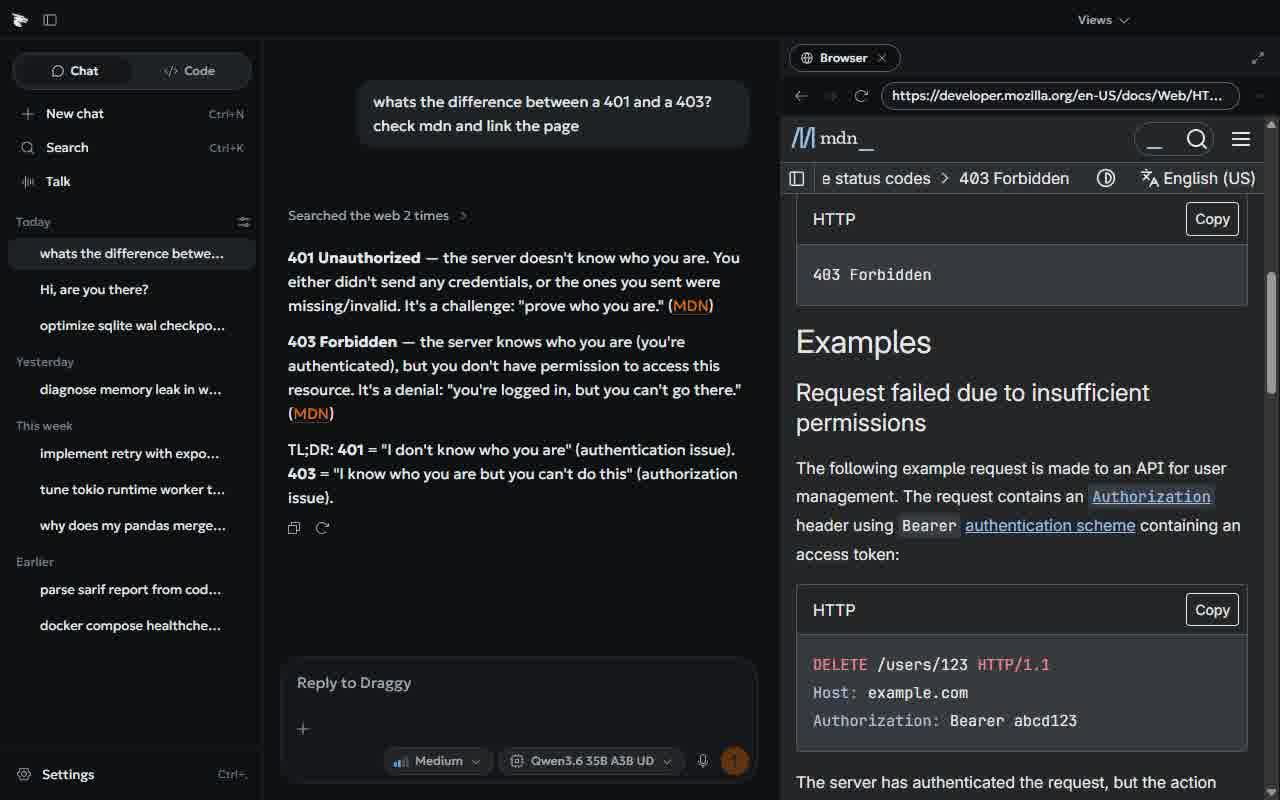 Views
Chat
Code
New chat
Ctrl+N
Search
Ctrl+K
Talk
Today
whats the difference betwe...
Hi, are you there?
optimize sqlite wal checkpo...
Yesterday
diagnose memory leak in w...
This week
implement retry with expo...
tune tokio runtime worker t...
why does my pandas merge...
Earlier
parse sarif report from cod...
docker compose healthche...
Settings
Ctrl+,
whats the difference between a 401 and a 403?
check mdn and link the page
Searched the web 2 times
401 Unauthorized — the server doesn't know who you are. You
either didn't send any credentials, or the ones you sent were
missing/invalid. It's a challenge: "prove who you are." (MDN)
403 Forbidden — the server knows who you are (you're
authenticated), but you don't have permission to access this
resource. It's a denial: "you're logged in, but you can't go there."
(MDN)
TL;DR: 401 = "I don't know who you are" (authentication issue).
403 = "I know who you are but you can't do this" (authorization
issue).
Reply to Draggy
Medium
Qwen3.6 35B A3B UD
Browser
https://developer.mozilla.org/en-US/docs/Web/HT...
mdn_
e status codes > 403 Forbidden
English (US)
HTTP
Copy
403 Forbidden
Examples
Request failed due to insufficient
permissions
The following example request is made to an API for user
management. The request contains an Authorization
header using Bearer authentication scheme containing an
access token:
HTTP
Copy
DELETE /users/123 HTTP/1.1
Host: example.com
Authorization: Bearer abcd123
The server has authenticated the request, but the action